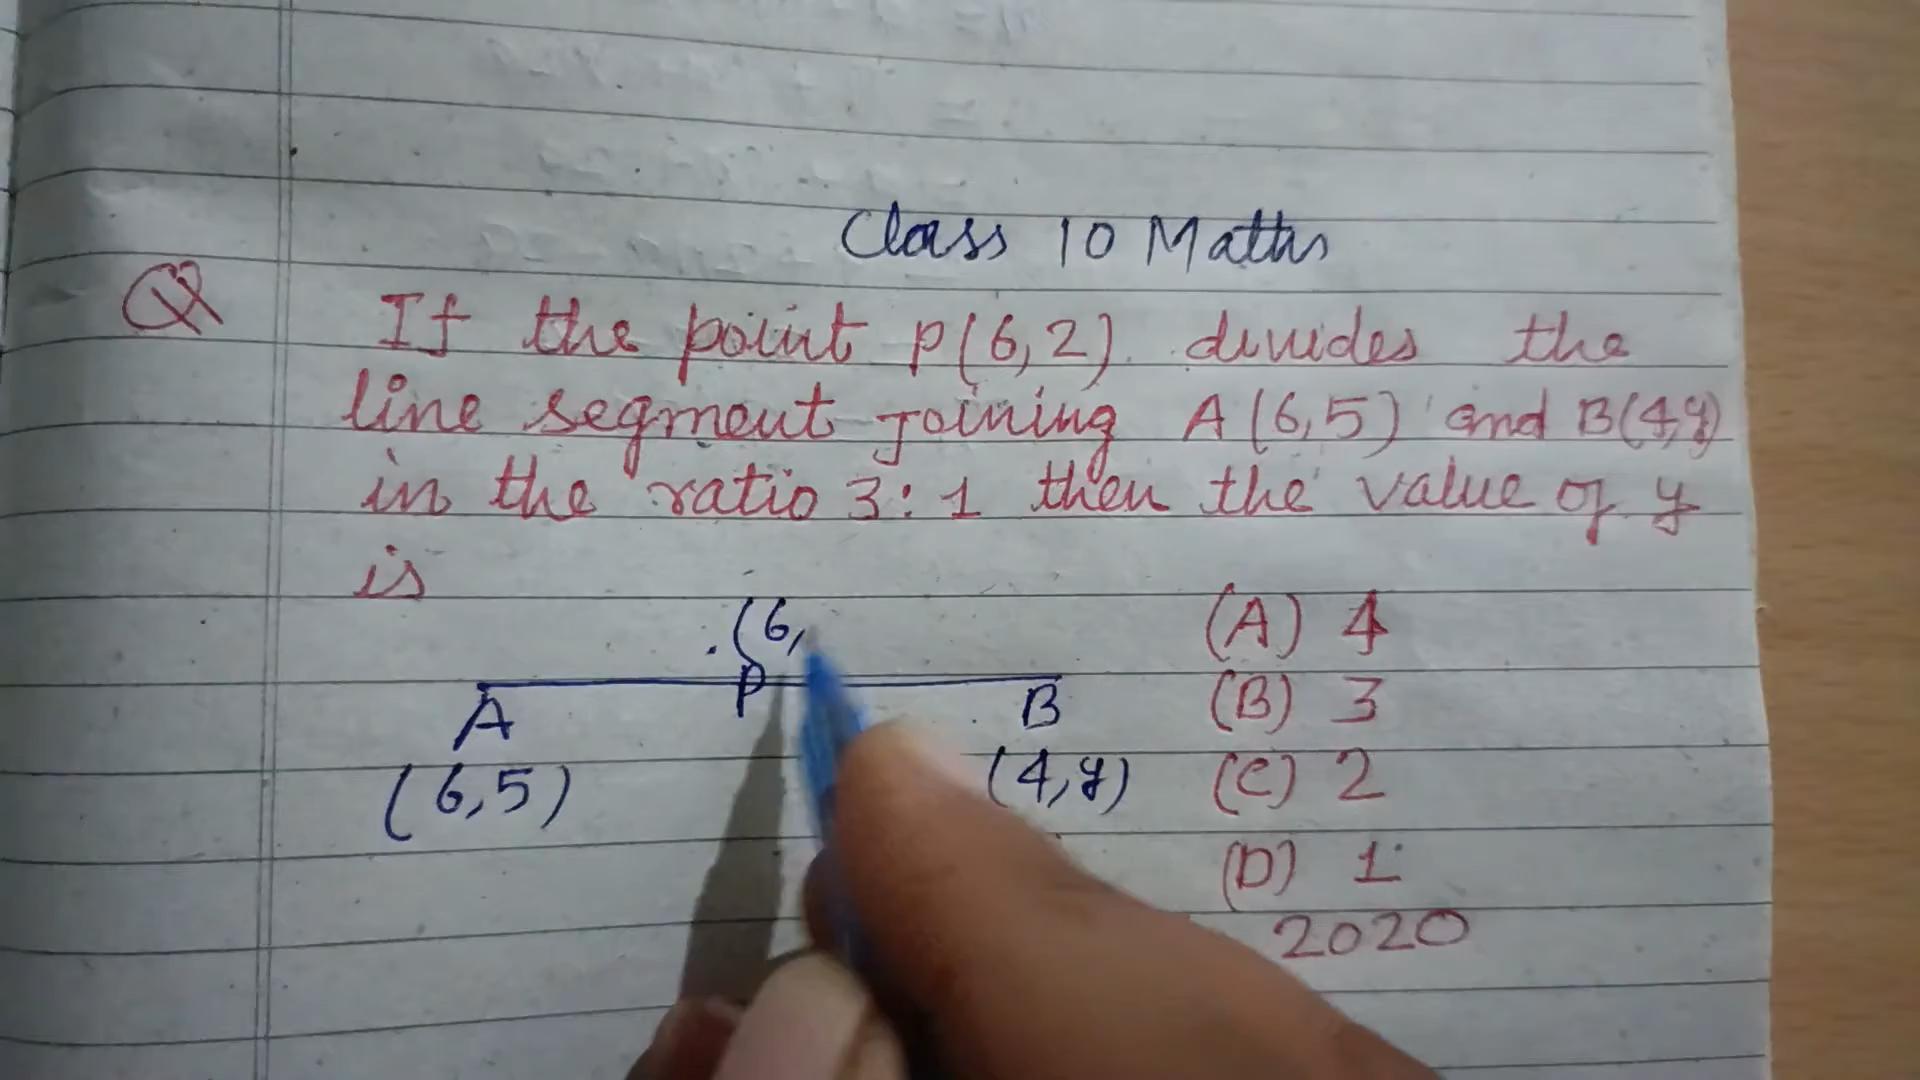 Class 10 Maths
Q If the point P(6,2) divides the
line segment joining A(6,5) and B(4,y)
in the ratio 3:1 then the value of y
is
(6,
P
A
B
(6,5)
(4,y)
(A) 4
(B) 3
(C) 2
(D) 1
2020